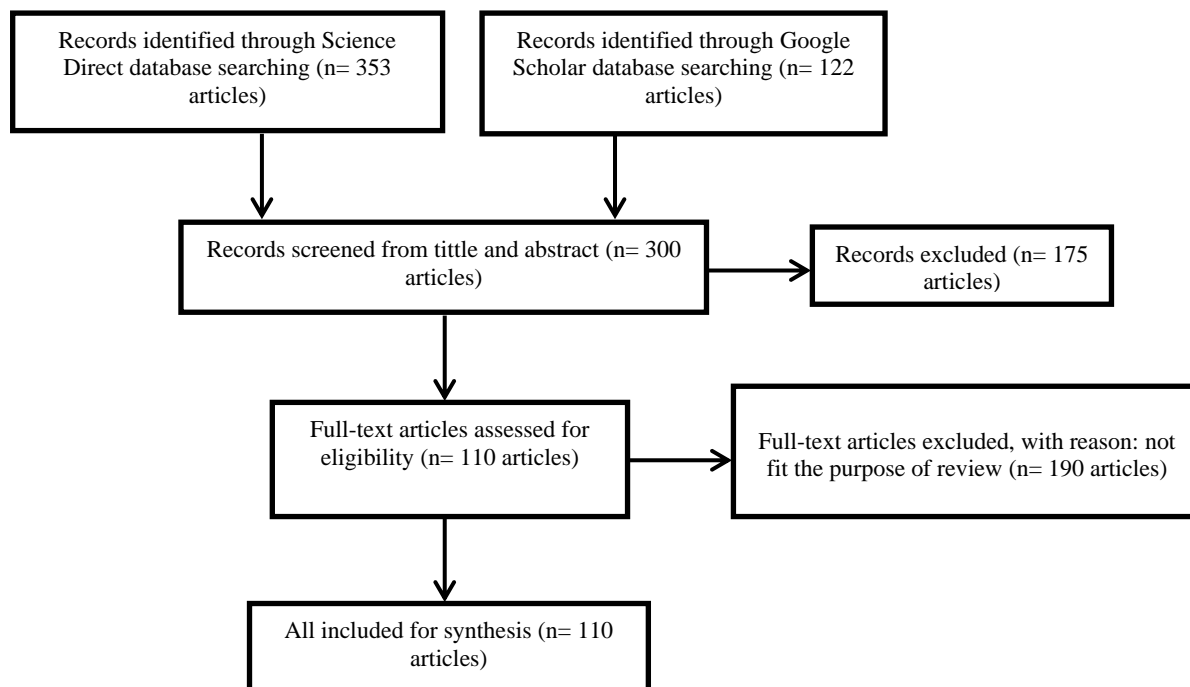 Records identified through Science
Direct database searching (n= 353
articles)
Records identified through Google
Scholar database searching (n= 122
articles)
Records screened from tittle and abstract (n= 300
articles)
Records excluded (n= 175
articles)
Full-text articles assessed for
eligibility (n= 110 articles)
Full-text articles excluded, with reason: not
fit the purpose of review (n= 190 articles)
All included for synthesis (n= 110
articles)